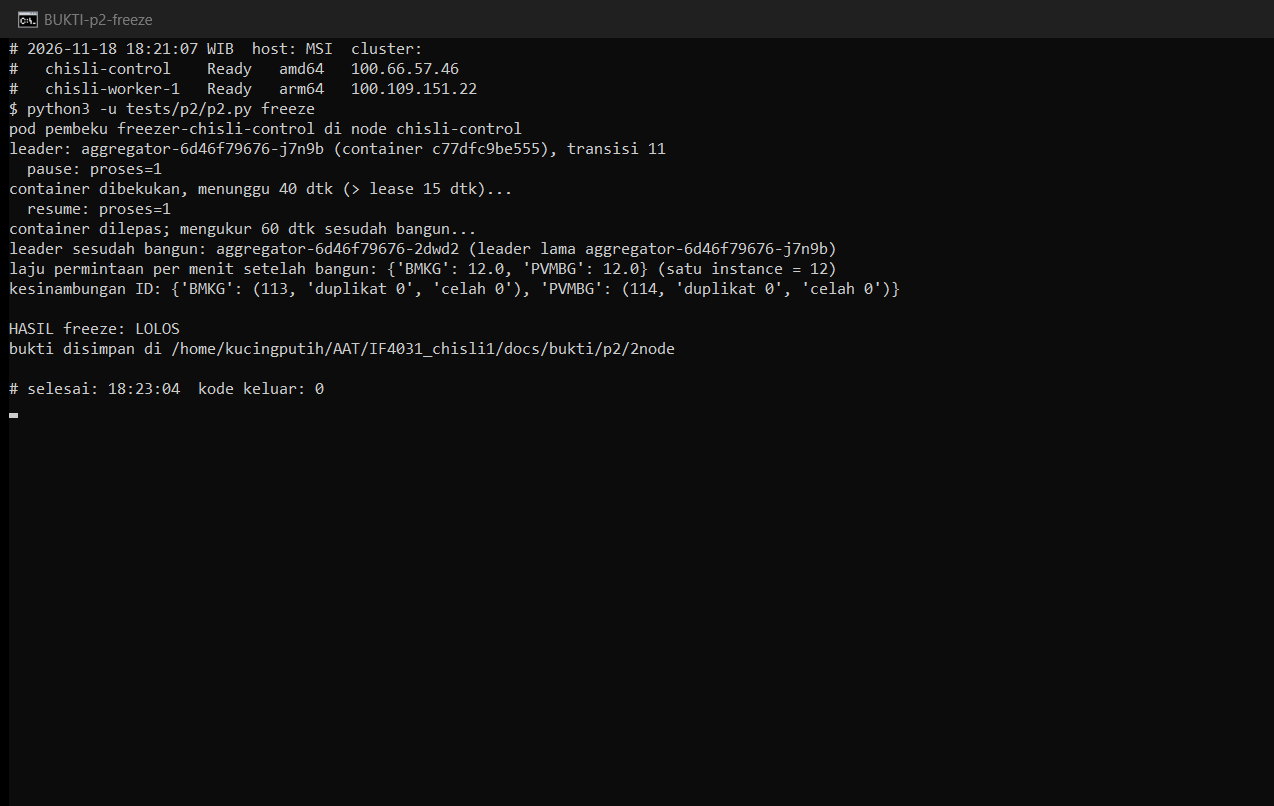 BUKTI-p2-freeze
# 2026-11-18 18:21:07 WIB  host: MSI  cluster:
#   chisli-control    Ready   amd64   100.66.57.46
#   chisli-worker-1   Ready   arm64   100.109.151.22
$ python3 -u tests/p2/p2.py freeze
pod pembeku freezer-chisli-control di node chisli-control
leader: aggregator-6d46f79676-j7n9b (container c77dfc9be555), transisi 11
  pause: proses=1
container dibekukan, menunggu 40 dtk (> lease 15 dtk)...
  resume: proses=1
container dilepas; mengukur 60 dtk sesudah bangun...
leader sesudah bangun: aggregator-6d46f79676-2dwd2 (leader lama aggregator-6d46f79676-j7n9b)
laju permintaan per menit setelah bangun: {'BMKG': 12.0, 'PVMBG': 12.0} (satu instance = 12)
kesinambungan ID: {'BMKG': (113, 'duplikat 0', 'celah 0'), 'PVMBG': (114, 'duplikat 0', 'celah 0')}
HASIL freeze: LOLOS
bukti disimpan di /home/kucingputih/AAT/IF4031_chisli1/docs/bukti/p2/2node
# selesai: 18:23:04  kode keluar: 0